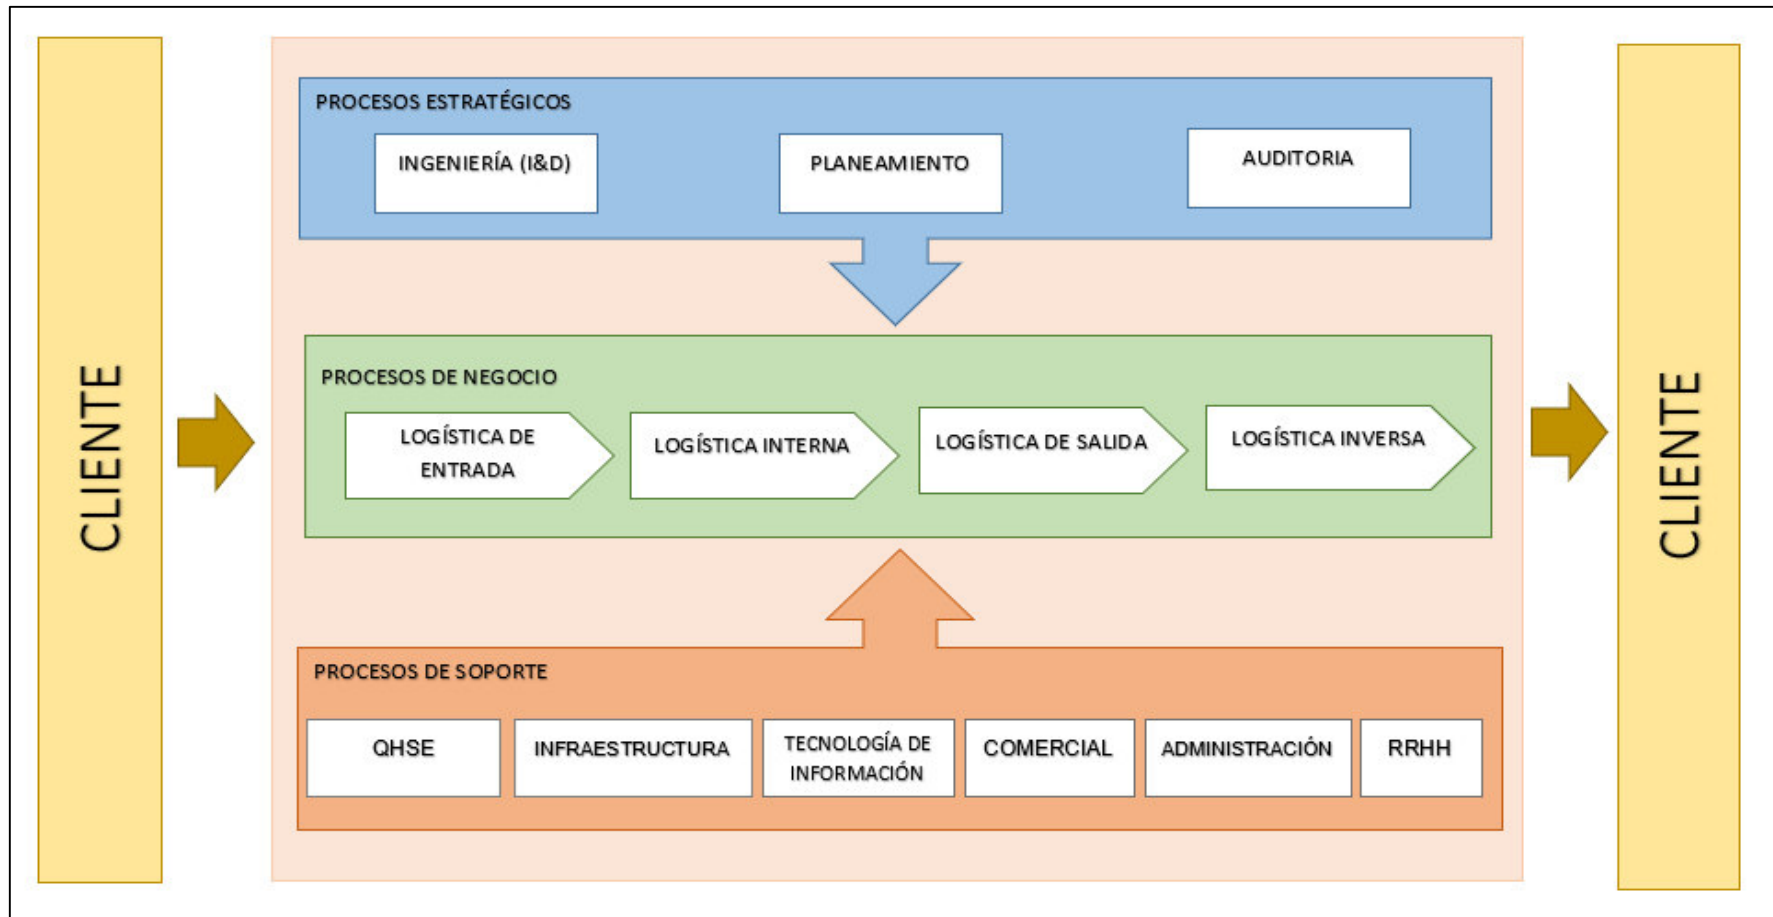 CLIENTE
PROCESOS ESTRATÉGICOS
INGENIERÍA (I&D)
PLANEAMIENTO
AUDITORIA
PROCESOS DE NEGOCIO
LOGÍSTICA DE
ENTRADA
LOGÍSTICA INTERNA
LOGÍSTICA DE SALIDA
LOGÍSTICA INVERSA
PROCESOS DE SOPORTE
QHSE
INFRAESTRUCTURA
TECNOLOGÍA DE
INFORMACIÓN
COMERCIAL
ADMINISTRACIÓN
RRHH
CLIENTE